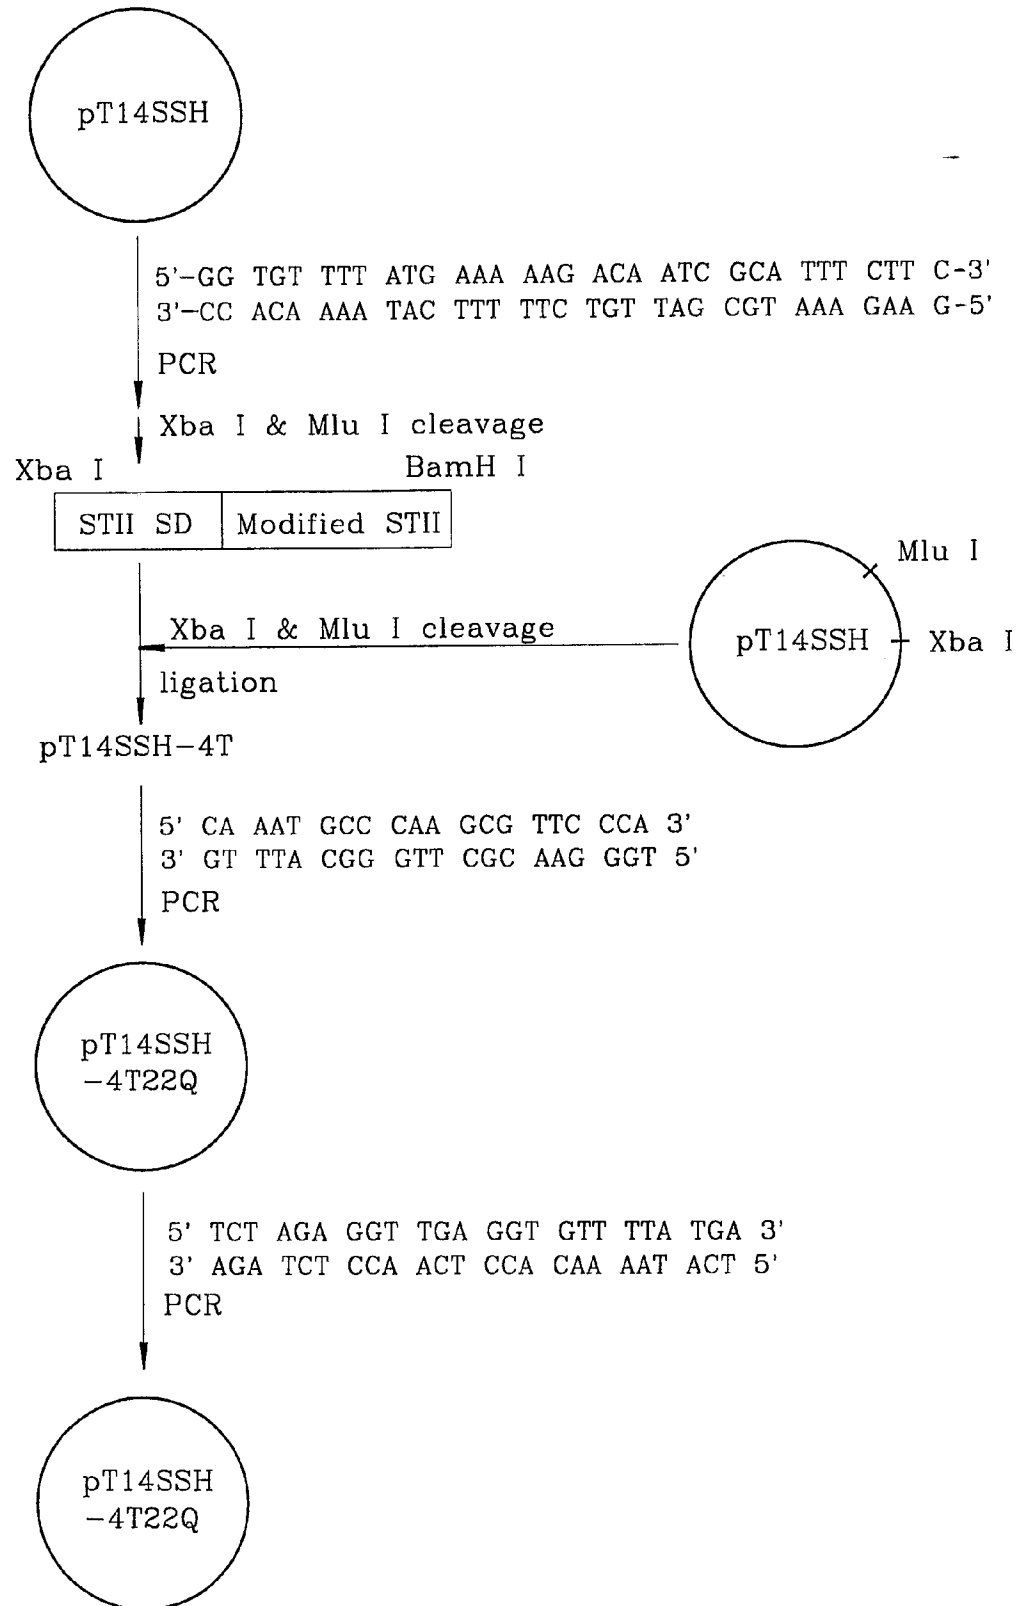 pT14SSH
5'-GG TGT TTT ATG AAA AAG ACA ATC GCA TTT CTT C-3'
3'-CC ACA AAA TAC TTT TTC TGT TAG CGT AAA GAA G-5'
PCR
Xba I & Mlu I cleavage
Xba I
BamH I
STII SD
Modified STII
Mlu I
Xba I & Mlu I cleavage
pT14SSH
Xba I
ligation
pT14SSH-4T
5' CA AAT GCC CAA GCG TTC CCA 3'
3' GT TTA CGG GTT CGC AAG GGT 5'
PCR
pT14SSH
-4T22Q
5' TCT AGA GGT TGA GGT GTT TTA TGA 3'
3' AGA TCT CCA ACT CCA CAA AAT ACT 5'
PCR
pT14SSH
-4T22Q